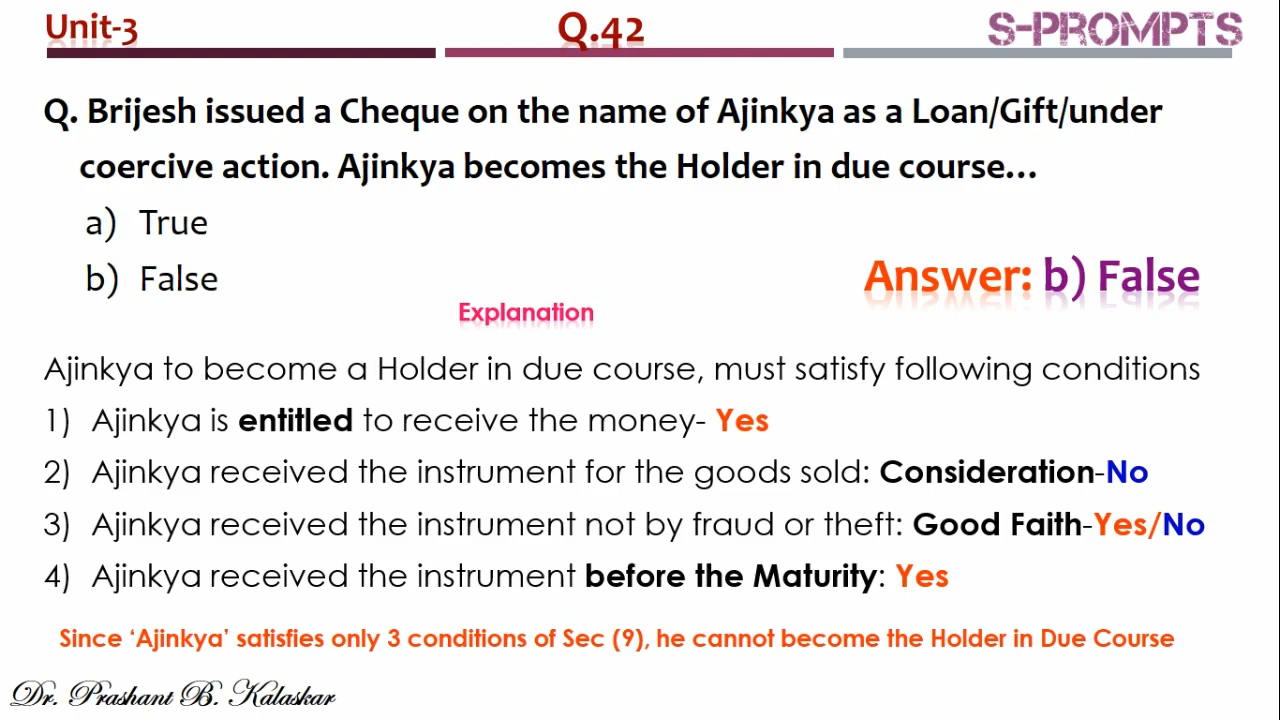 Unit-3
Q.42
S-PROMPTS
Q. Brijesh issued a Cheque on the name of Ajinkya as a Loan/Gift/under
coercive action. Ajinkya becomes the Holder in due course...
a) True
b) False
Answer: b) False
Explanation
Ajinkya to become a Holder in due course, must satisfy following conditions
1) Ajinkya is entitled to receive the money- Yes
2) Ajinkya received the instrument for the goods sold: Consideration-No
3) Ajinkya received the instrument not by fraud or theft: Good Faith-Yes/No
4) Ajinkya received the instrument before the Maturity: Yes
Since ‘Ajinkya’ satisfies only 3 conditions of Sec (9), he cannot become the Holder in Due Course
Dr. Prashant B. Kalaskar